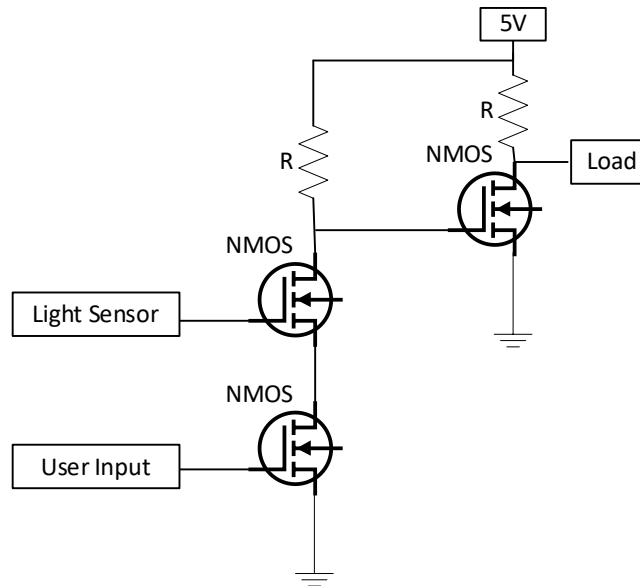 5V
R
R
NMOS
Load
NMOS
Light Sensor
NMOS
User Input